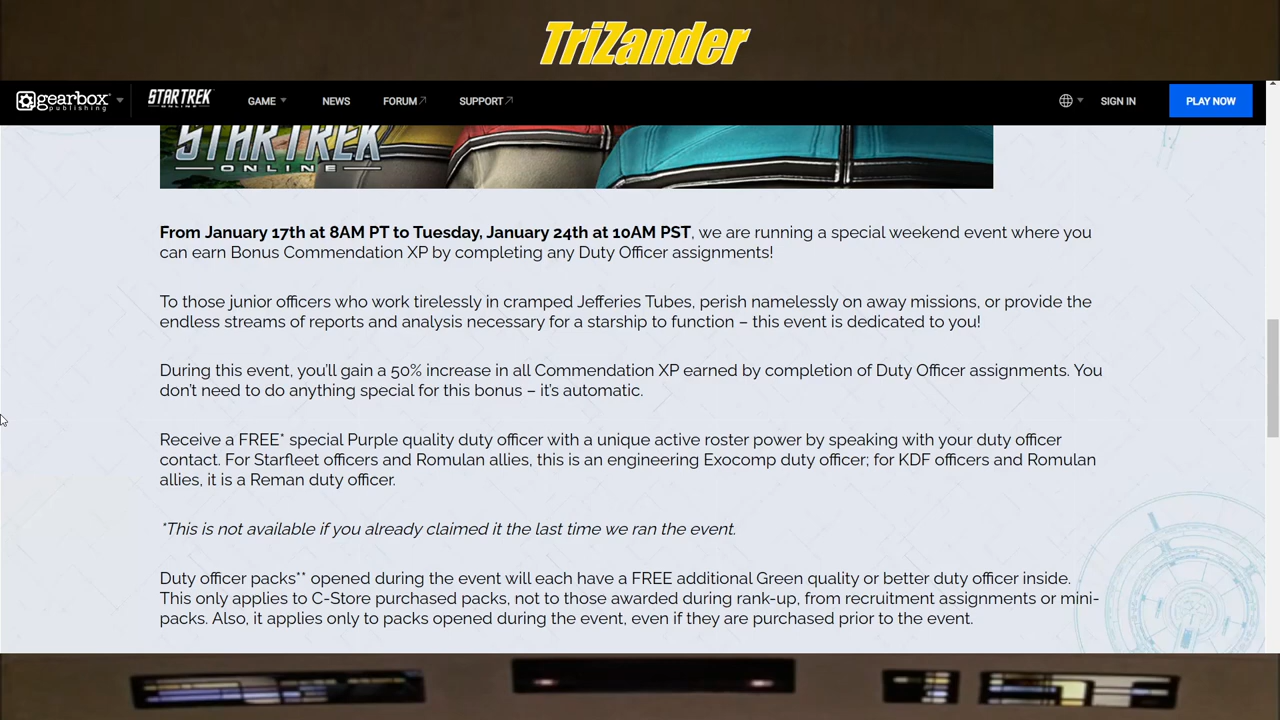 TriZander
gearbox publishing
STAR TREK ONLINE
GAME
NEWS
FORUM
SUPPORT
SIGN IN
PLAY NOW
STAR TREK
ONLINE
From January 17th at 8AM PT to Tuesday, January 24th at 10AM PST, we are running a special weekend event where you
can earn Bonus Commendation XP by completing any Duty Officer assignments!
To those junior officers who work tirelessly in cramped Jefferies Tubes, perish namelessly on away missions, or provide the
endless streams of reports and analysis necessary for a starship to function – this event is dedicated to you!
During this event, you’ll gain a 50% increase in all Commendation XP earned by completion of Duty Officer assignments. You
don’t need to do anything special for this bonus – it’s automatic.
Receive a FREE* special Purple quality duty officer with a unique active roster power by speaking with your duty officer
contact. For Starfleet officers and Romulan allies, this is an engineering Exocomp duty officer; for KDF officers and Romulan
allies, it is a Reman duty officer.
*This is not available if you already claimed it the last time we ran the event.
Duty officer packs** opened during the event will each have a FREE additional Green quality or better duty officer inside.
This only applies to C-Store purchased packs, not to those awarded during rank-up, from recruitment assignments or mini-
packs. Also, it applies only to packs opened during the event, even if they are purchased prior to the event.